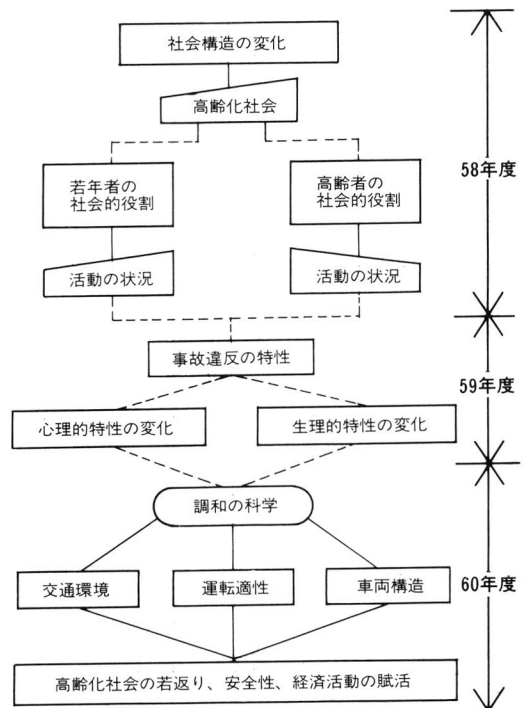 社会構造の変化
高齢化社会
若年者の
社会的役割
高齢者の
社会的役割
活動の状況
活動の状況
58年度
事故違反の特性
心理的特性の変化
生理的特性の変化
59年度
調和の科学
交通環境
運転適性
車両構造
60年度
高齢化社会の若返り、安全性、経済活動の賦活